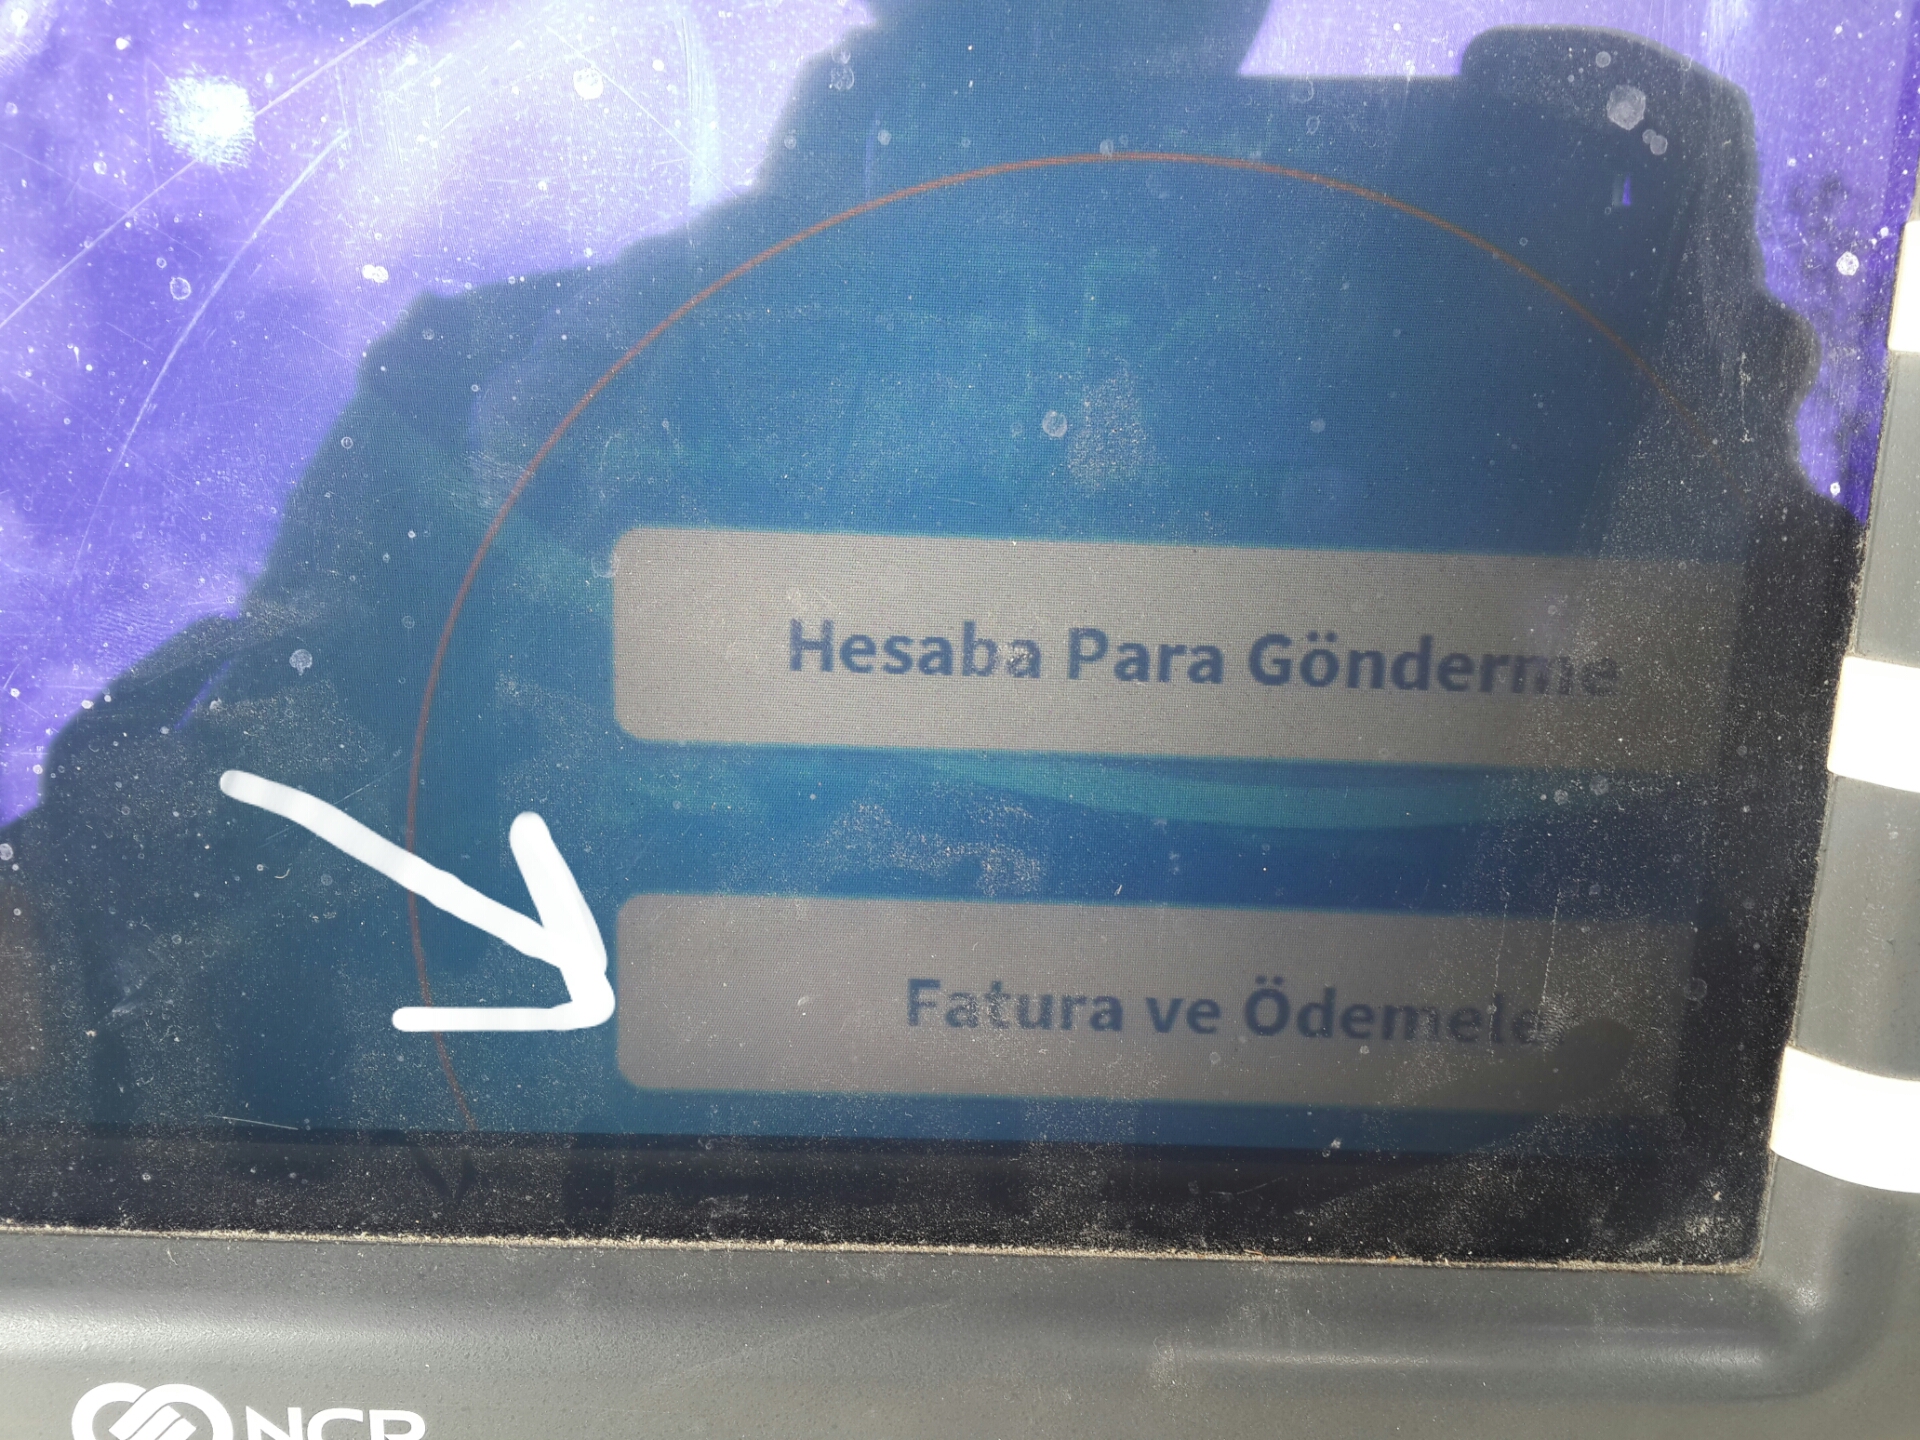 Hesaba Para Gönderme
Fatura ve Ödemele
NCR